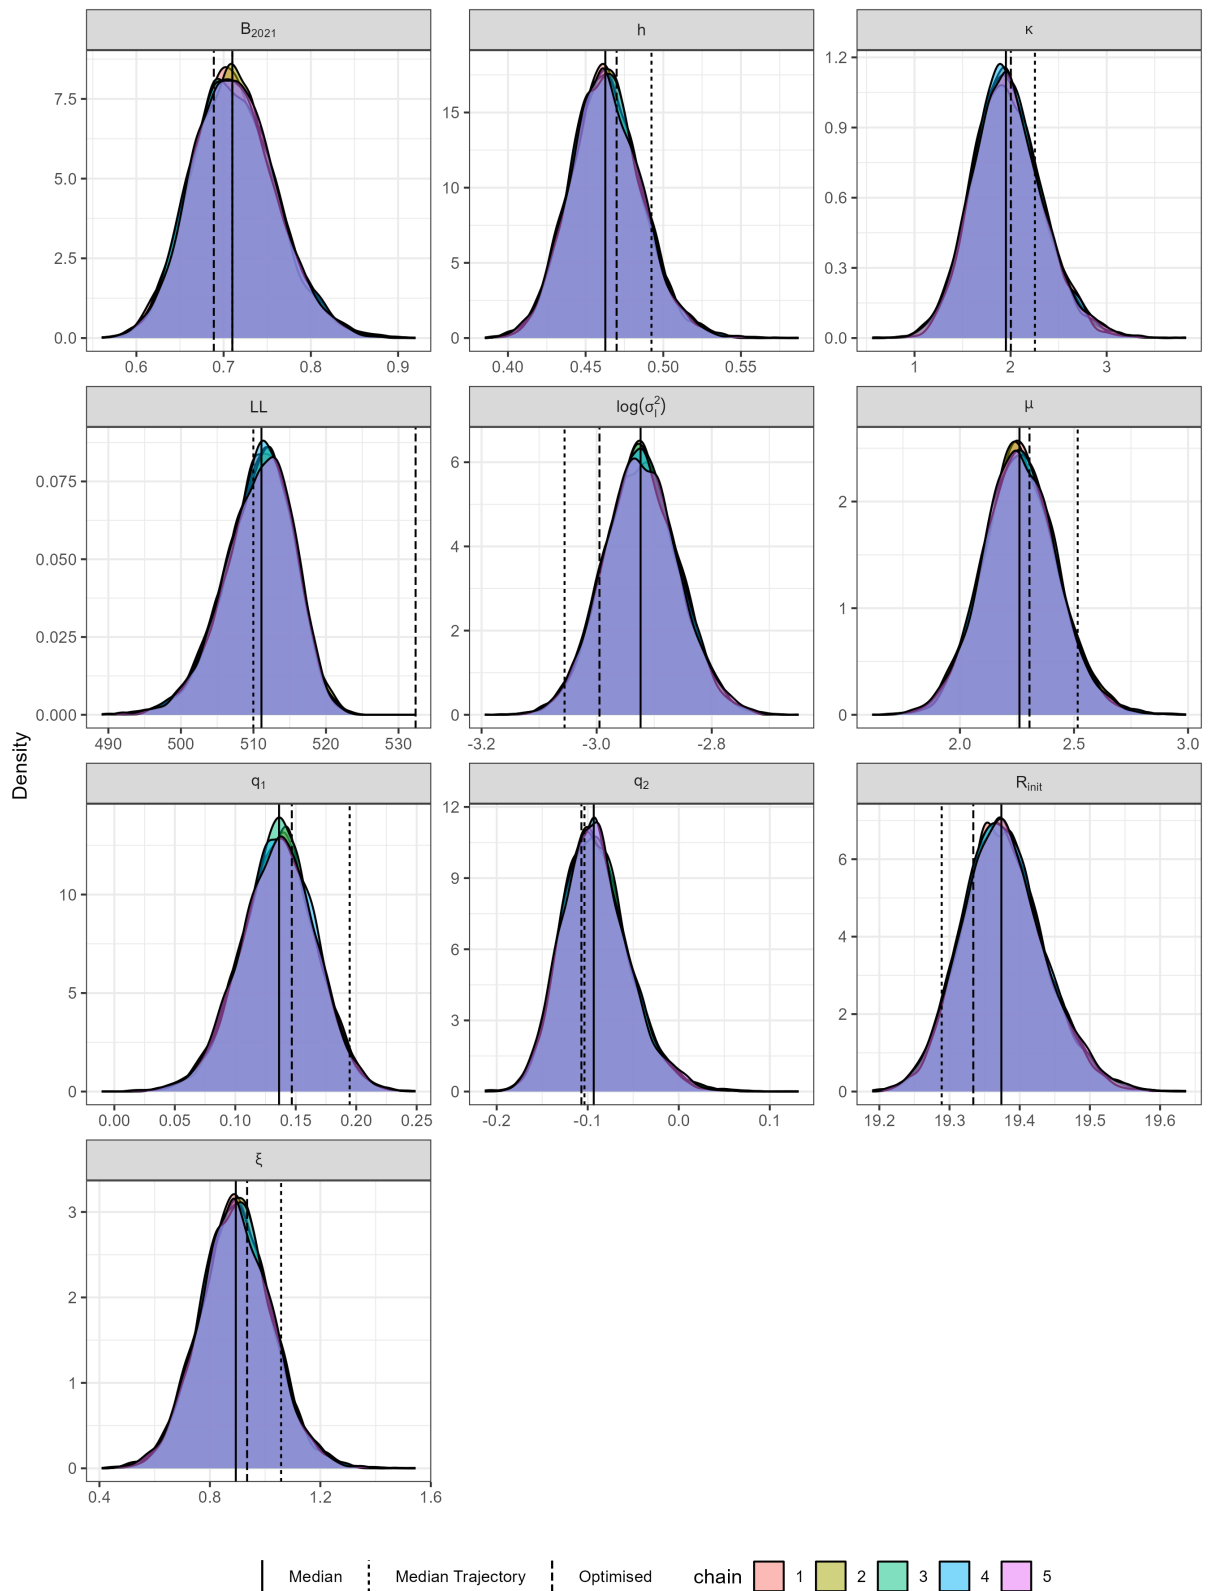 B2021
h
κ
7.5
5.0
2.5
0.0
15
10
5
0
1.2
0.9
0.6
0.3
0.0
0.6 0.7 0.8 0.9
0.40 0.45 0.50 0.55
1 2 3
LL
log(σ²I)
μ
0.075
0.050
0.025
0.000
6
4
2
0
2
1
0
490 500 510 520 530
-3.2 -3.0 -2.8
2.0 2.5 3.0
Density
q1
q2
Rinit
10
5
0
12
9
6
3
0
6
4
2
0
0.00 0.05 0.10 0.15 0.20 0.25
-0.2 -0.1 0.0 0.1
19.2 19.3 19.4 19.5 19.6
ξ
3
2
1
0
0.4 0.8 1.2 1.6
Median Median Trajectory Optimised chain 1 2 3 4 5